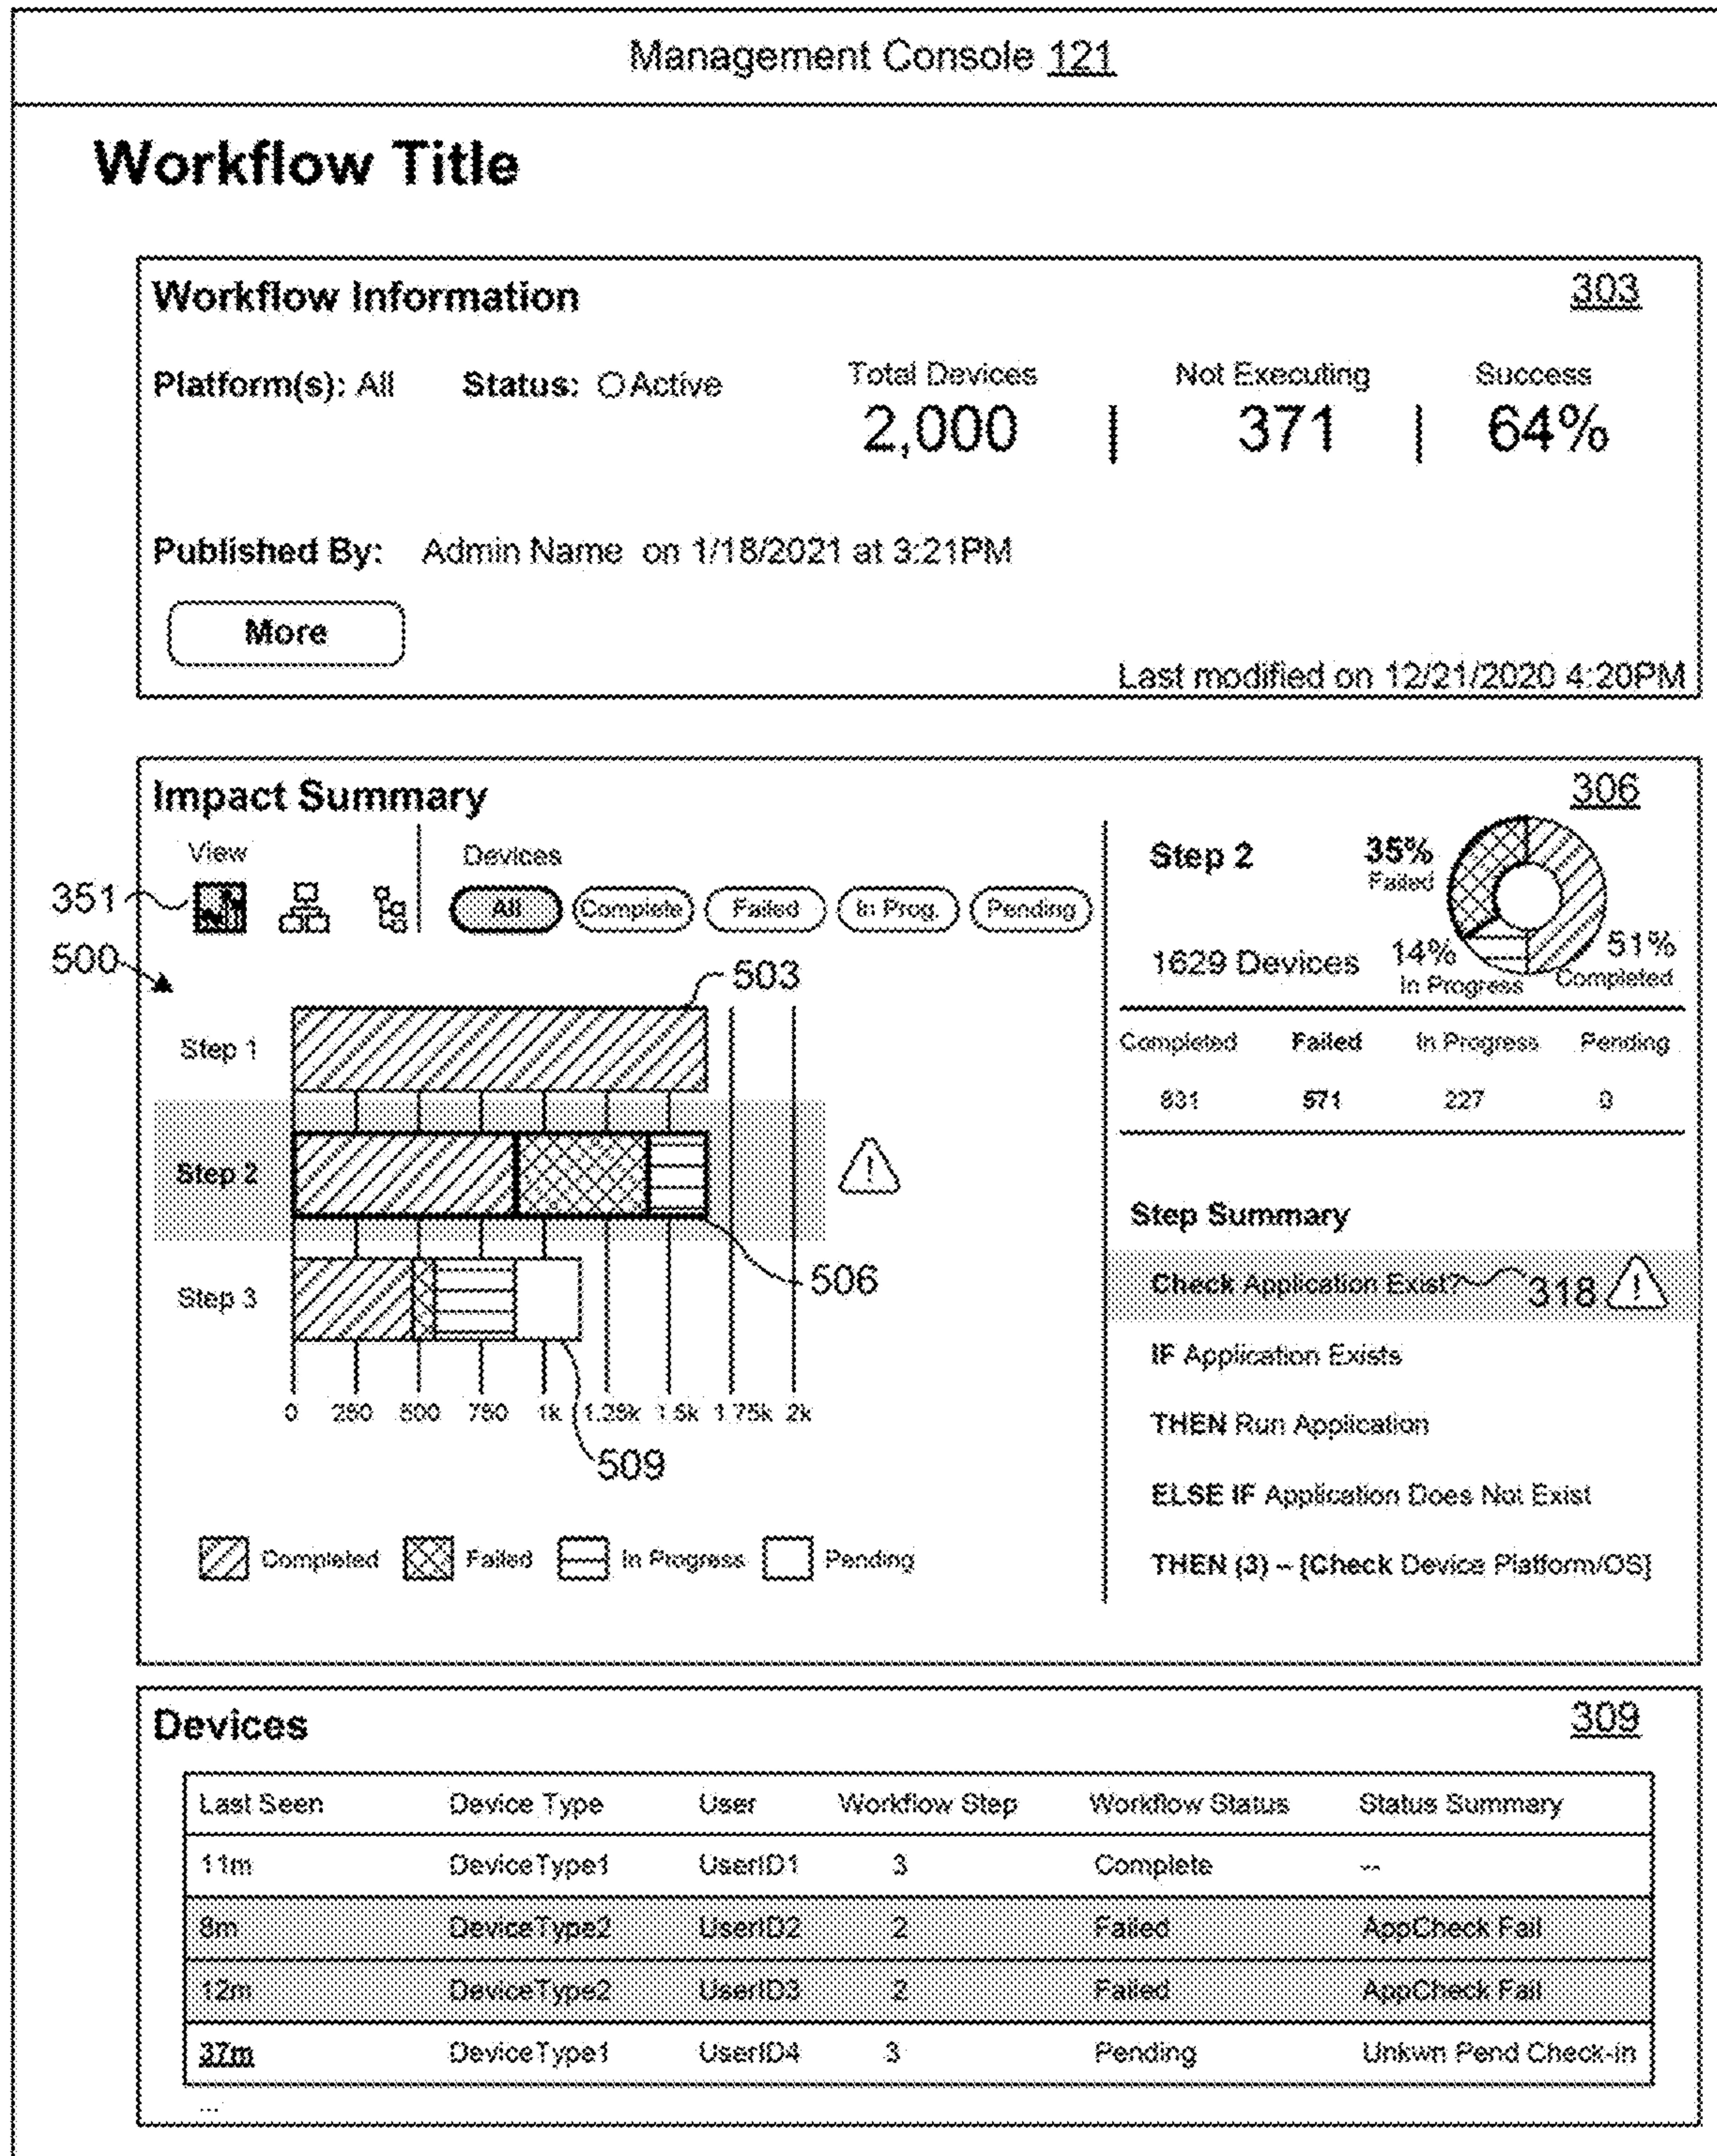 Management Console 121
Workflow Title
Workflow Information 303
Platform(s): All Status: Active
Total Devices Not Executing Success
2,000 | 371 | 64%
Published By: Admin Name on 1/18/2021 at 3:21PM
More
Last modified on 12/21/2020 4:20PM
Impact Summary 306
View Devices
351
All Complete Failed In Prog. Pending
500
503
Step 1
Step 2
506
Step 3
0 250 500 750 1k 1.25k 1.5k 1.75k 2k
509
Completed Failed In Progress Pending
Step 2
35%
Failed
1629 Devices
14%
In Progress
51%
Completed
Completed Failed In Progress Pending
831 571 227 0
Step Summary
Check Application Exist? 318
IF Application Exists
THEN Run Application
ELSE IF Application Does Not Exist
THEN (3) -- [Check Device Platform/OS]
Devices 309
Last Seen Device Type User Workflow Step Workflow Status Status Summary
11m DeviceType1 UserID1 3 Complete --
8m DeviceType2 UserID2 2 Failed AppCheck Fail
12m DeviceType2 UserID3 2 Failed AppCheck Fail
37m DeviceType1 UserID4 3 Pending Unkwn Pend Check-in
...